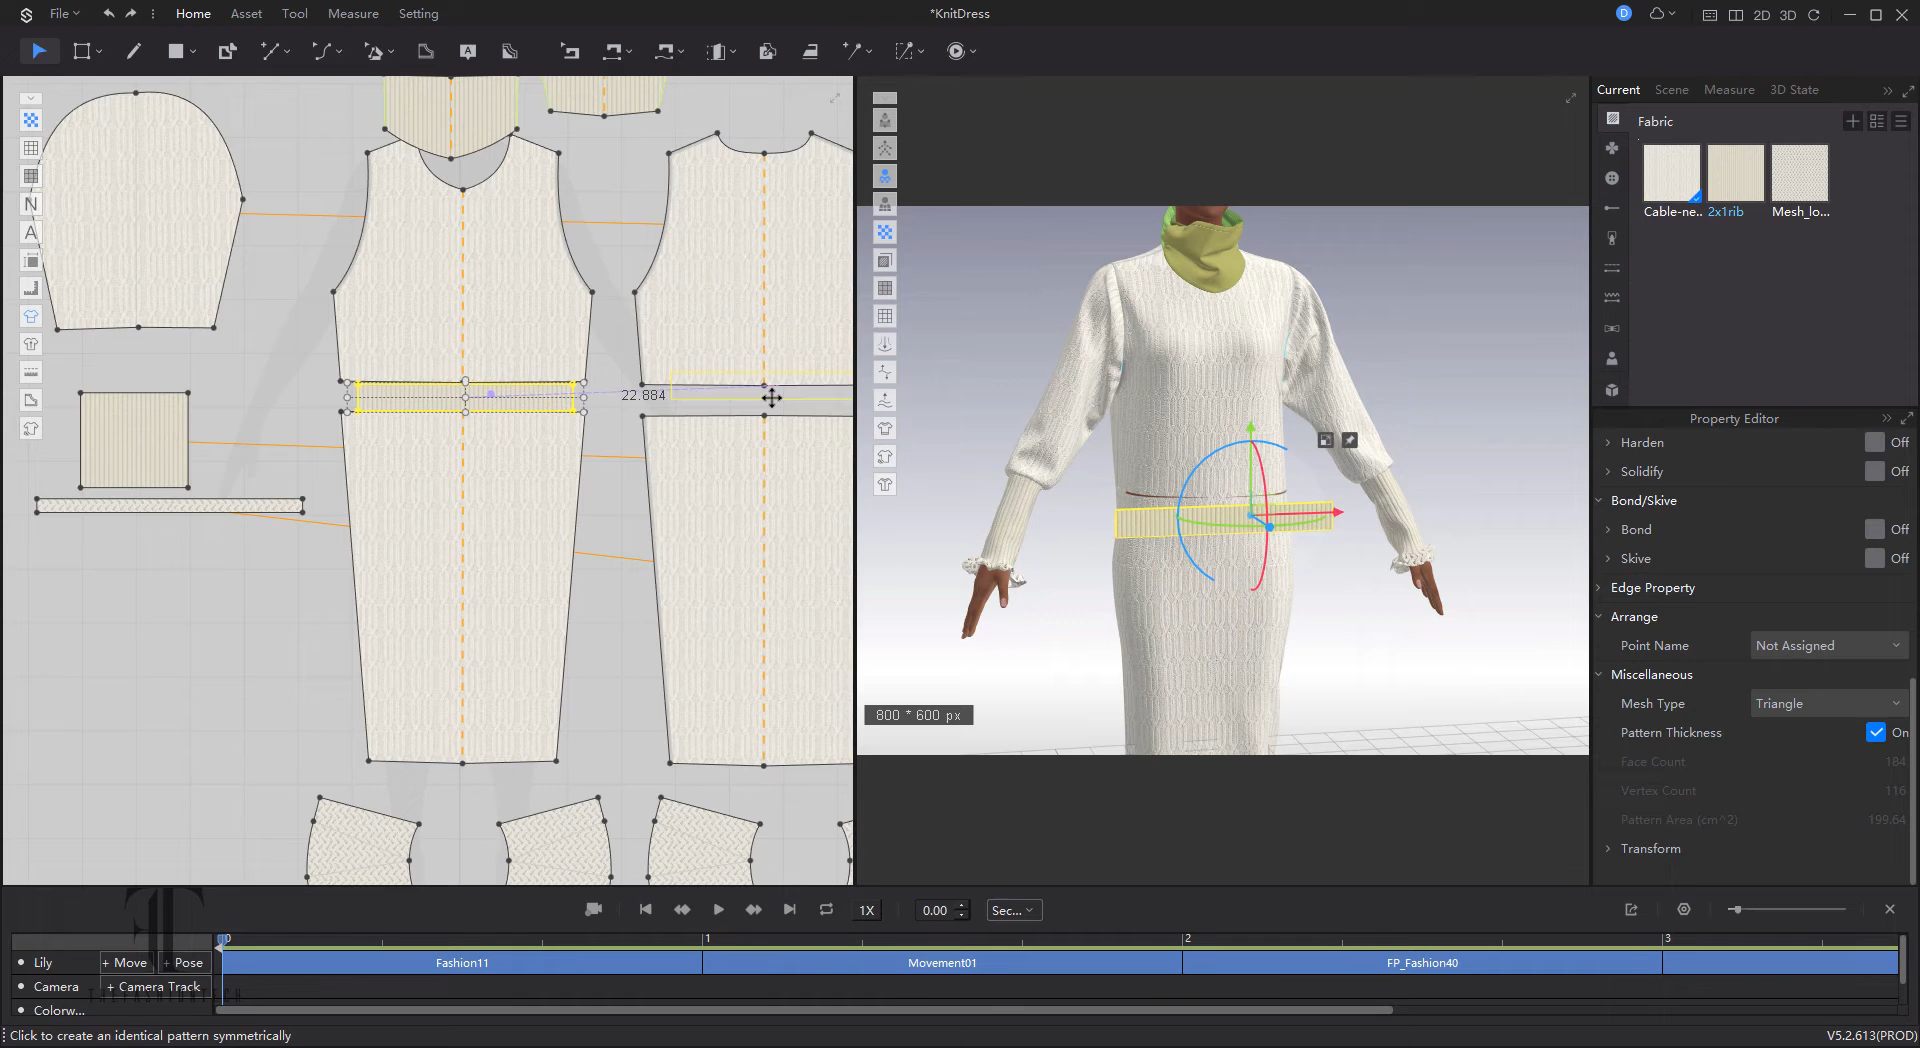 File
Home
Asset
Tool
Measure
Setting
*KnitDress
D
2D
3D
A
N
A
22.884
800 * 600 px
Current
Scene
Measure
3D State
Fabric
Cable-ne..
2x1rib
Mesh_lo...
Property Editor
Harden
Off
Solidify
Off
Bond/Skive
Bond
Off
Skive
Off
Edge Property
Arrange
Point Name
Not Assigned
Miscellaneous
Mesh Type
Triangle
Pattern Thickness
On
Face Count
184
Vertex Count
116
Pattern Area (cm^2)
199.64
Transform
1X
0.00
Sec...
0
1
2
3
Lily
+ Move
+ Pose
Fashion11
Movement01
FP_Fashion40
Camera
+ Camera Track
THEFASHIONTECH
Colorw...
Click to create an identical pattern symmetrically
V5.2.613(PROD)